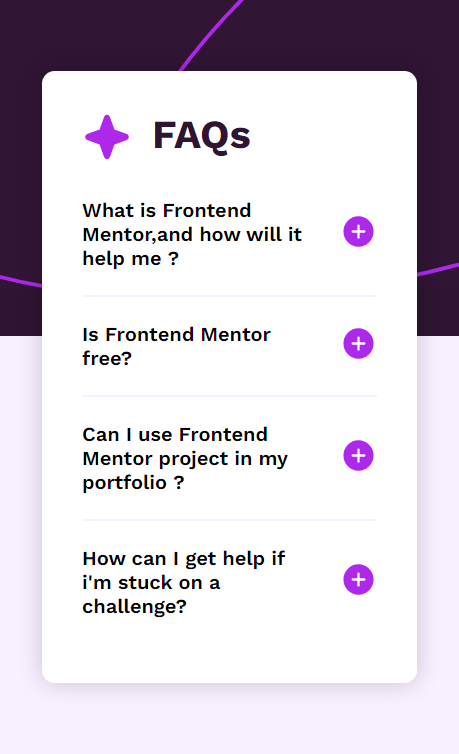 FAQs
What is Frontend
Mentor,and how will it
help me ?
Is Frontend Mentor
free?
Can I use Frontend
Mentor project in my
portfolio ?
How can I get help if
i'm stuck on a
challenge?